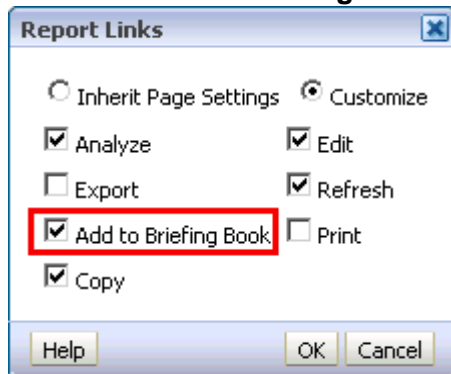 Report Links
Inherit Page Settings Customize
Analyze Edit
Export Refresh
Add to Briefing Book Print
Copy
Help OK Cancel